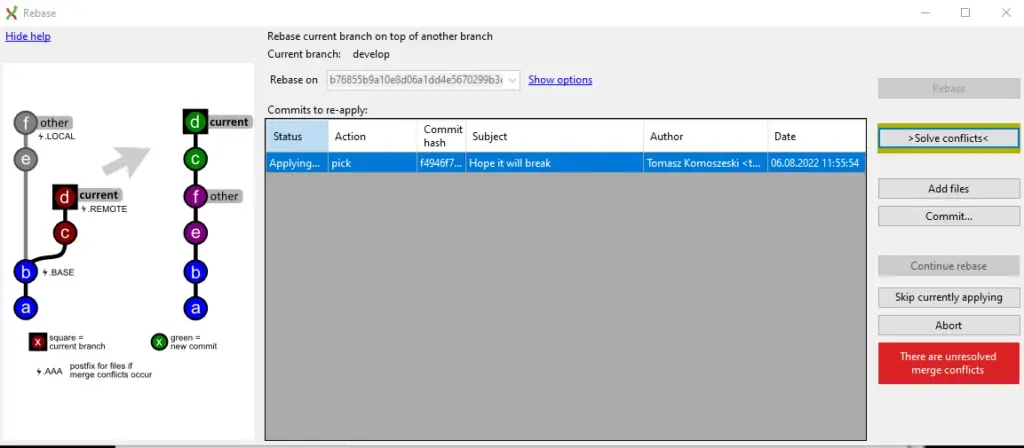 Rebase
Hide help
Rebase current branch on top of another branch
Current branch: develop
Rebase on b76855b9a10e8d06a1dd4e5670299b3e Show options
Commits to re-apply:
Status Action Commit hash Subject Author Date
Applying... pick f4946f7... Hope it will break Tomasz Komoszeski <t... 06.08.2022 11:55:54
f other
.LOCAL
e
d current
.REMOTE
c
b .BASE
a
d current
c
f other
e
b
a
x square =
current branch
x green =
new commit
.AAA postfix for files if
merge conflicts occur
Rebase
>Solve conflicts<
Add files
Commit...
Continue rebase
Skip currently applying
Abort
There are unresolved
merge conflicts